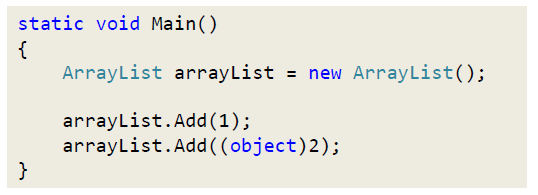 static void Main()
{
    ArrayList arrayList = new ArrayList();

    arrayList.Add(1);
    arrayList.Add((object)2);
}